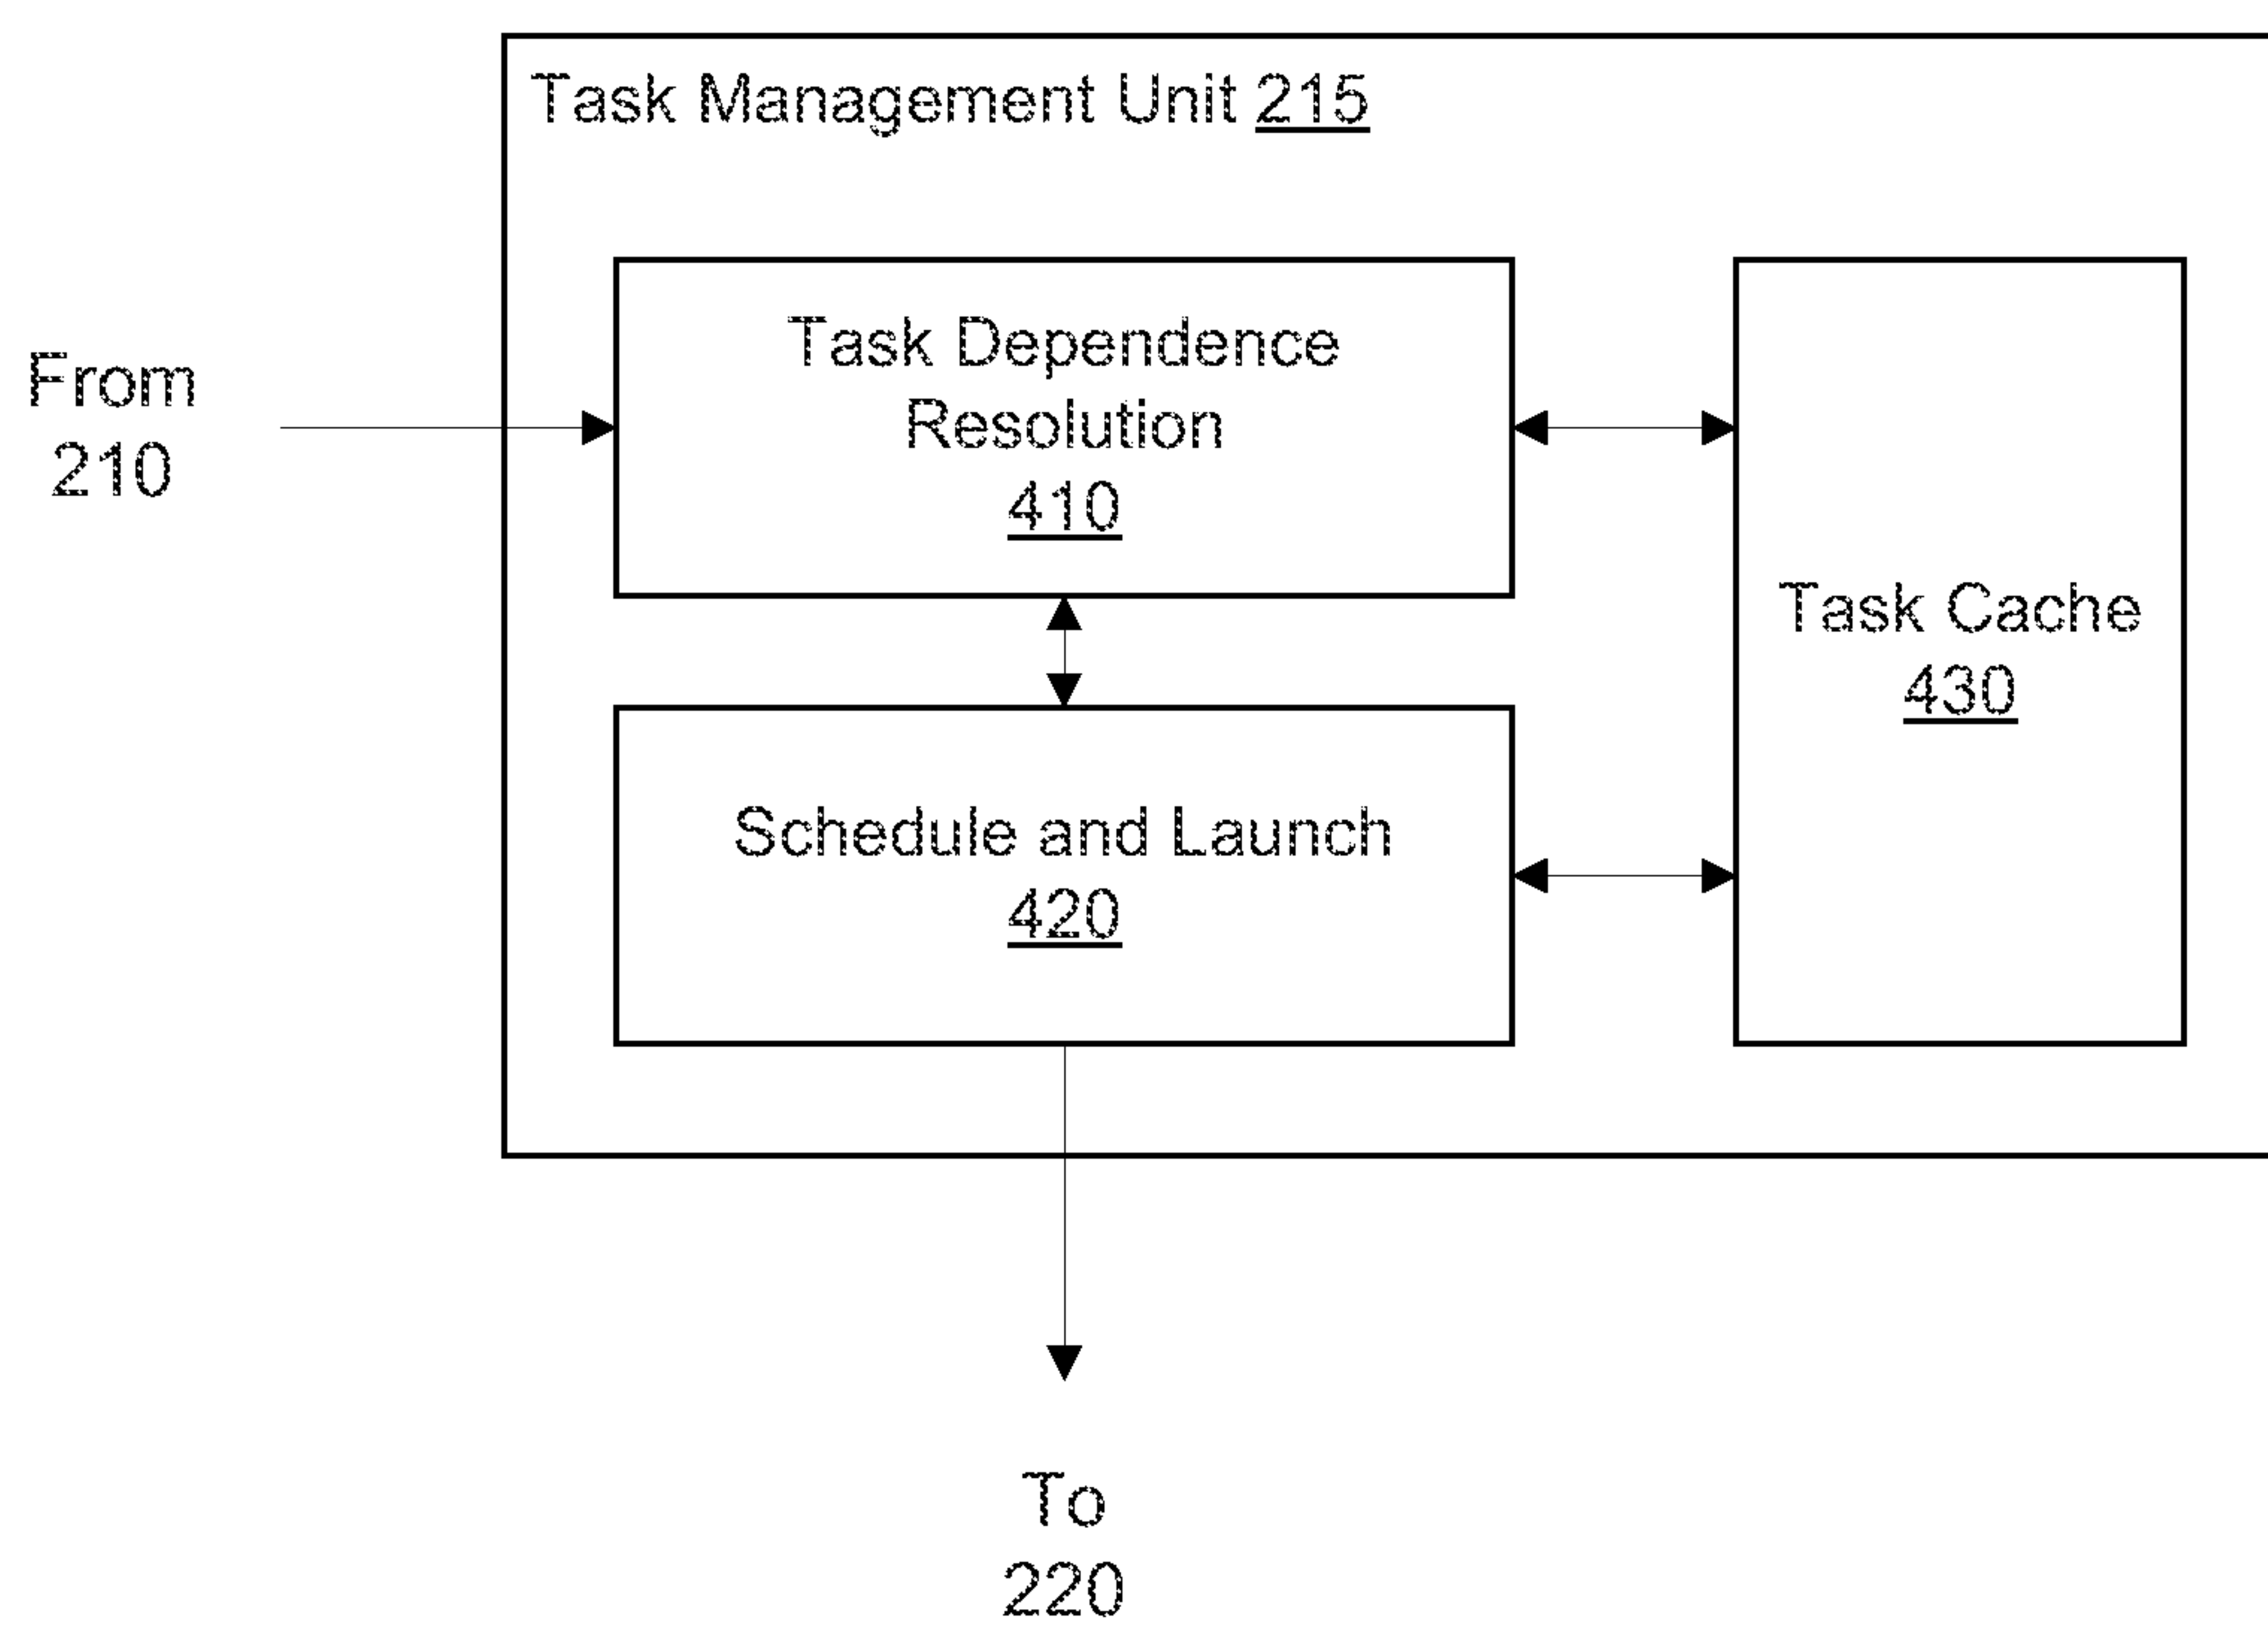 Task Management Unit 215
From
210
Task Dependence
Resolution
410
Task Cache
430
Schedule and Launch
420
To
220